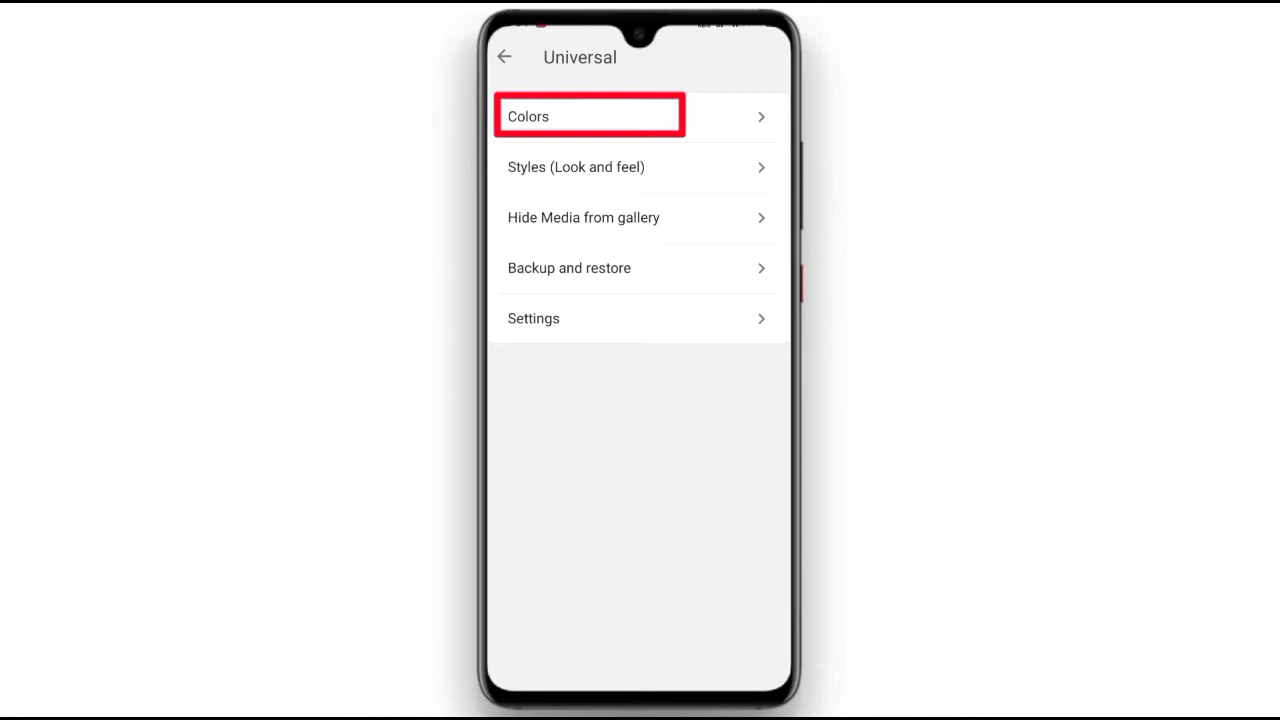 Universal
Colors
Styles (Look and feel)
Hide Media from gallery
Backup and restore
Settings